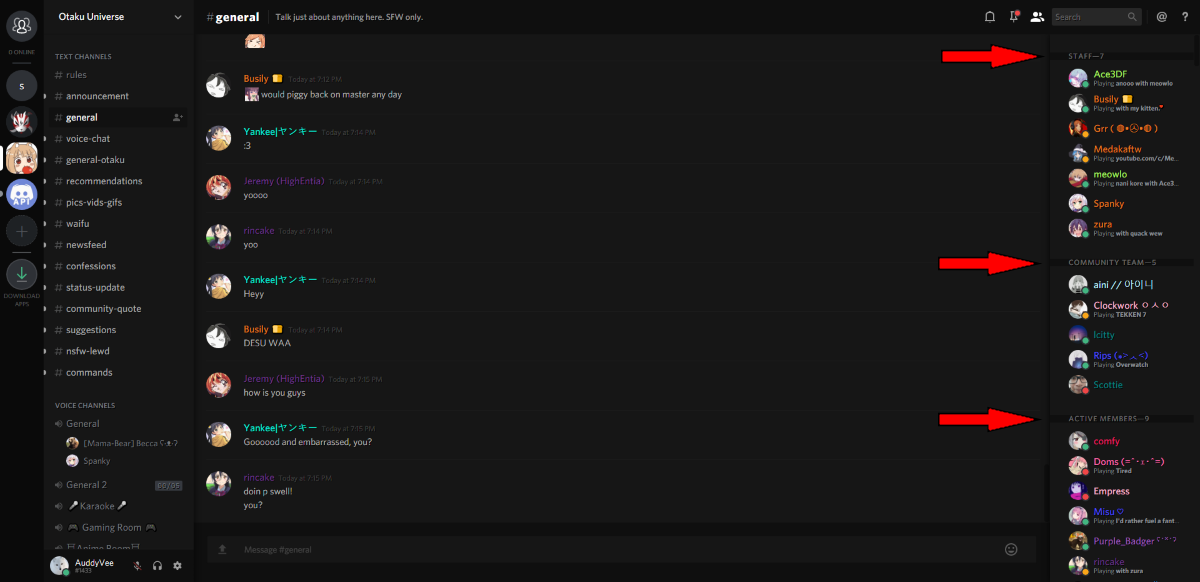 Otaku Universe
#general
Talk just about anything here. SFW only.
Search
@
?
0 ONLINE
S
API
DOWNLOAD
APPS
TEXT CHANNELS
# rules
# announcement
# general
# voice-chat
# general-otaku
# recommendations
# pics-vids-gifs
# waifu
# newsfeed
# confessions
# status-update
# community-quote
# suggestions
# nsfw-lewd
# commands
VOICE CHANNELS
General
[Mama-Bear] Becca
Spanky
General 2
00/05
Karaoke
Gaming Room
Anime Room
AuddyVee
#1433
Busily Today at 7:12 PM
would piggy back on master any day
Yankee|ヤンキー Today at 7:14 PM
:3
Jeremy (HighEntia) Today at 7:14 PM
yoooo
rincake Today at 7:14 PM
yoo
Yankee|ヤンキー Today at 7:14 PM
Heyy
Busily Today at 7:14 PM
DESU WAA
Jeremy (HighEntia) Today at 7:15 PM
how is you guys
Yankee|ヤンキー Today at 7:15 PM
Goooood and embarrassed, you?
rincake Today at 7:15 PM
doin p swell!
you?
Message #general
STAFF—7
Ace3DF
Playing anooo with meowlo
Busily
Playing with my kitten.
Grr
Medakaftw
Playing youtube.com/c/Me...
meowlo
Playing nani kore with Ace3...
Spanky
zura
Playing with quack wew
COMMUNITY TEAM—5
aini // 아이니
Clockwork ㅇㅅㅇ
Playing TEKKEN 7
Icitty
Rips
Playing Overwatch
Scottie
ACTIVE MEMBERS—9
comfy
Doms
Playing Tired
Empress
Misu ♡
Playing I'd rather fuel a fant...
Purple_Badger
rincake
Playing with zura